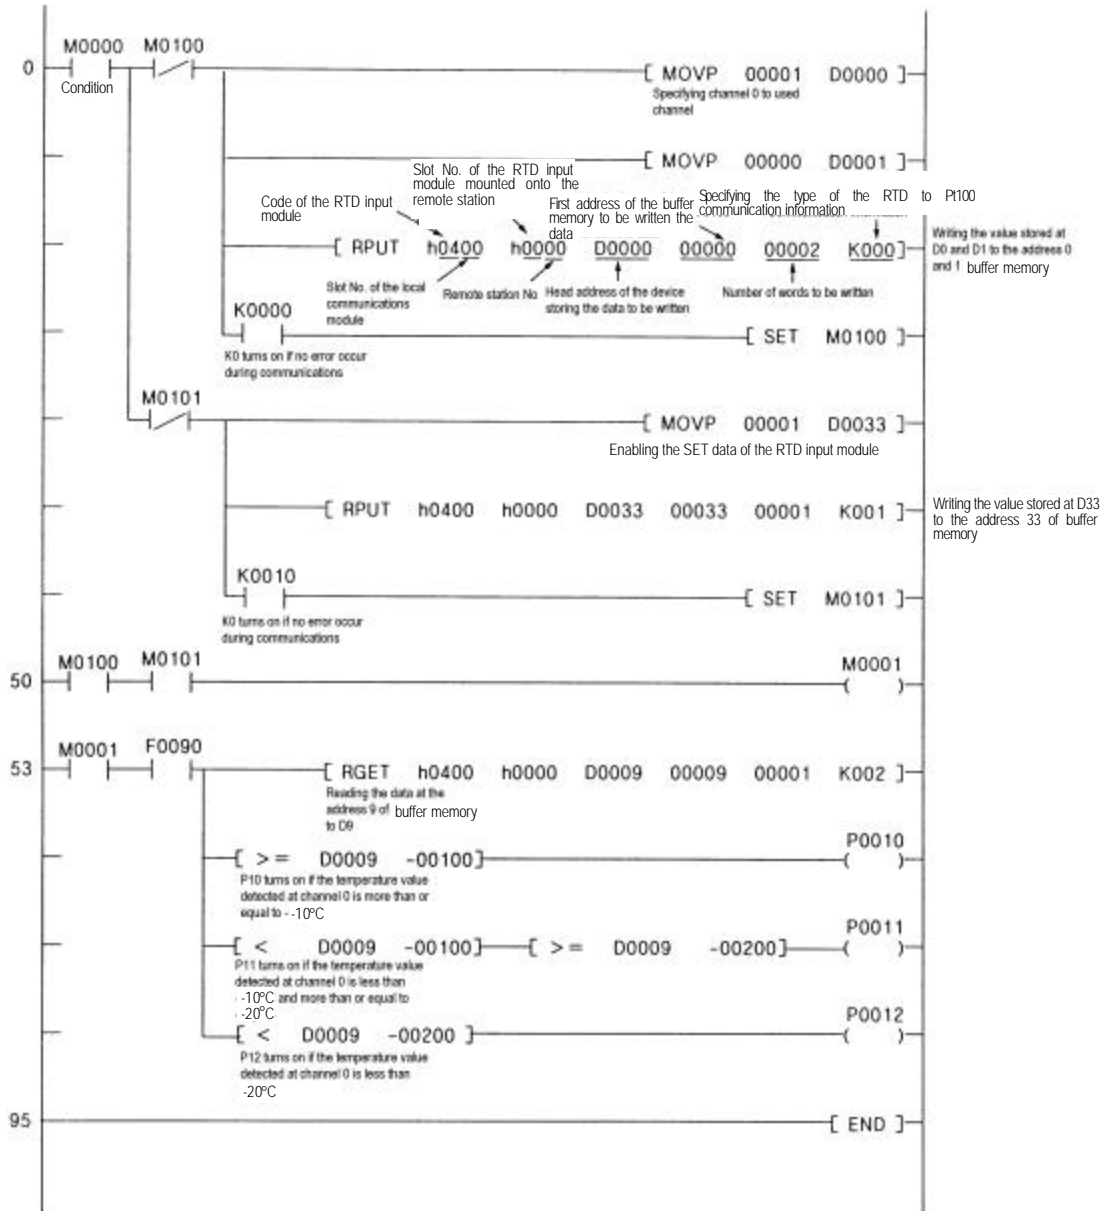 M0000 M0100
0
[ MOVP 00001 D0000 ]
Condition
Specifying channel 0 to used
channel
[ MOVP 00000 D0001 ]
Slot No. of the RTD input
module mounted onto the
remote station
Code of the RTD input
module
First address of the buffer
memory to be written the
data
Specifying the type of the RTD to Pt100
communication information
[ RPUT h0400 h0000 D0000 00000 00002 K000 ]
Writing the value stored at
D0 and D1 to the address 0
and 1 buffer memory
Slot No. of the local
communications
module
Remote station No
Head address of the device
storing the data to be written
Number of words to be written
K0000
[ SET M0100 ]
K0 turns on if no error occur
during communications
M0101
[ MOVP 00001 D0033 ]
Enabling the SET data of the RTD input module
[ RPUT h0400 h0000 D0033 00033 00001 K001 ]
Writing the value stored at D33
to the address 33 of buffer
memory
K0010
[ SET M0101 ]
K0 turns on if no error occur
during communications
M0100 M0101
M0001
50
( )
M0001 F0090
53
[ RGET h0400 h0000 D0009 00009 00001 K002 ]
Reading the data at the
address 9 of buffer memory
to D9
P0010
[ >= D0009 -00100 ]
( )
P10 turns on if the temperature value
detected at channel 0 is more than or
equal to - -10°C
P0011
[ < D0009 -00100 ] [ >= D0009 -00200 ]
( )
P11 turns on if the temperature value
detected at channel 0 is less than
-10°C and more than or equal to
-20°C
P0012
[ < D0009 -00200 ]
( )
P12 turns on if the temperature value
detected at channel 0 is less than
-20°C
95
[ END ]